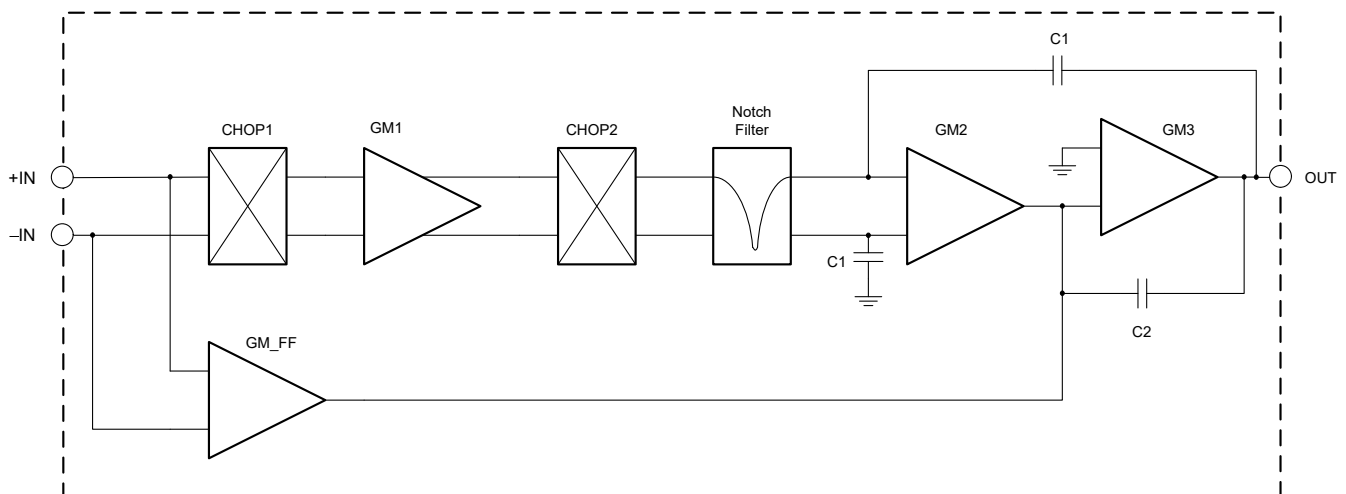 C1
Notch
Filter
CHOP1
GM1
CHOP2
GM2
GM3
+IN
OUT
–IN
C1
C2
GM_FF